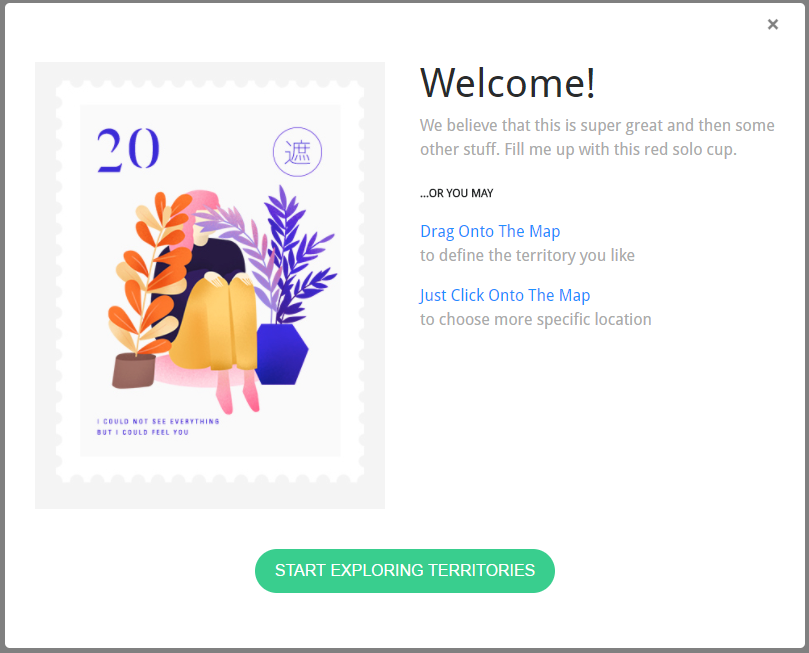 ×
20
遮
I COULD NOT SEE EVERYTHING
BUT I COULD FEEL YOU
Welcome!
We believe that this is super great and then some
other stuff. Fill me up with this red solo cup.
...OR YOU MAY
Drag Onto The Map
to define the territory you like
Just Click Onto The Map
to choose more specific location
START EXPLORING TERRITORIES